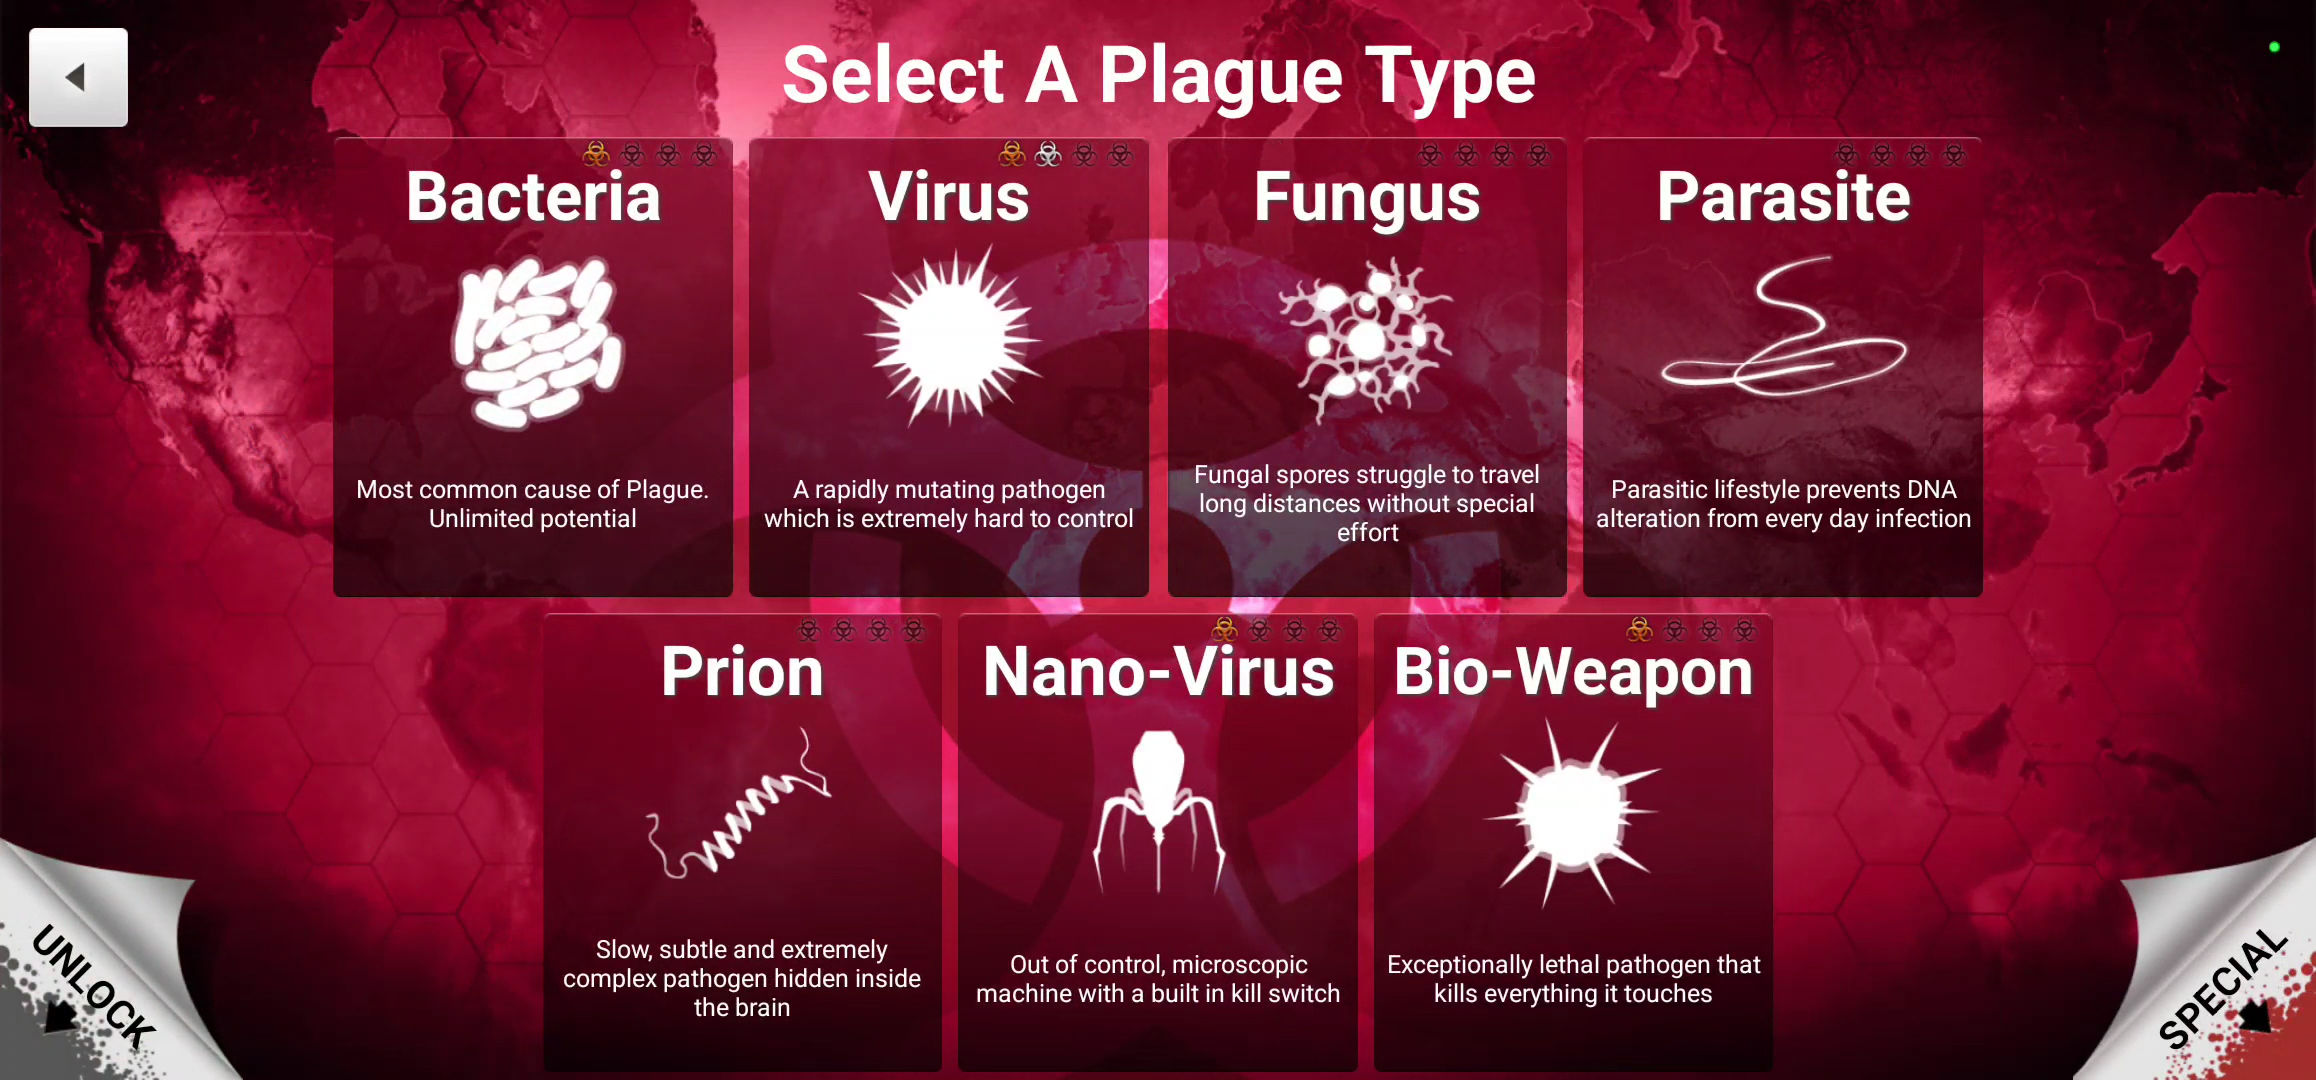 Select A Plague Type
Bacteria
Most common cause of Plague.
Unlimited potential
Virus
A rapidly mutating pathogen
which is extremely hard to control
Fungus
Fungal spores struggle to travel
long distances without special
effort
Parasite
Parasitic lifestyle prevents DNA
alteration from every day infection
Prion
Slow, subtle and extremely
complex pathogen hidden inside
the brain
Nano-Virus
Out of control, microscopic
machine with a built in kill switch
Bio-Weapon
Exceptionally lethal pathogen that
kills everything it touches
UNLOCK
SPECIAL